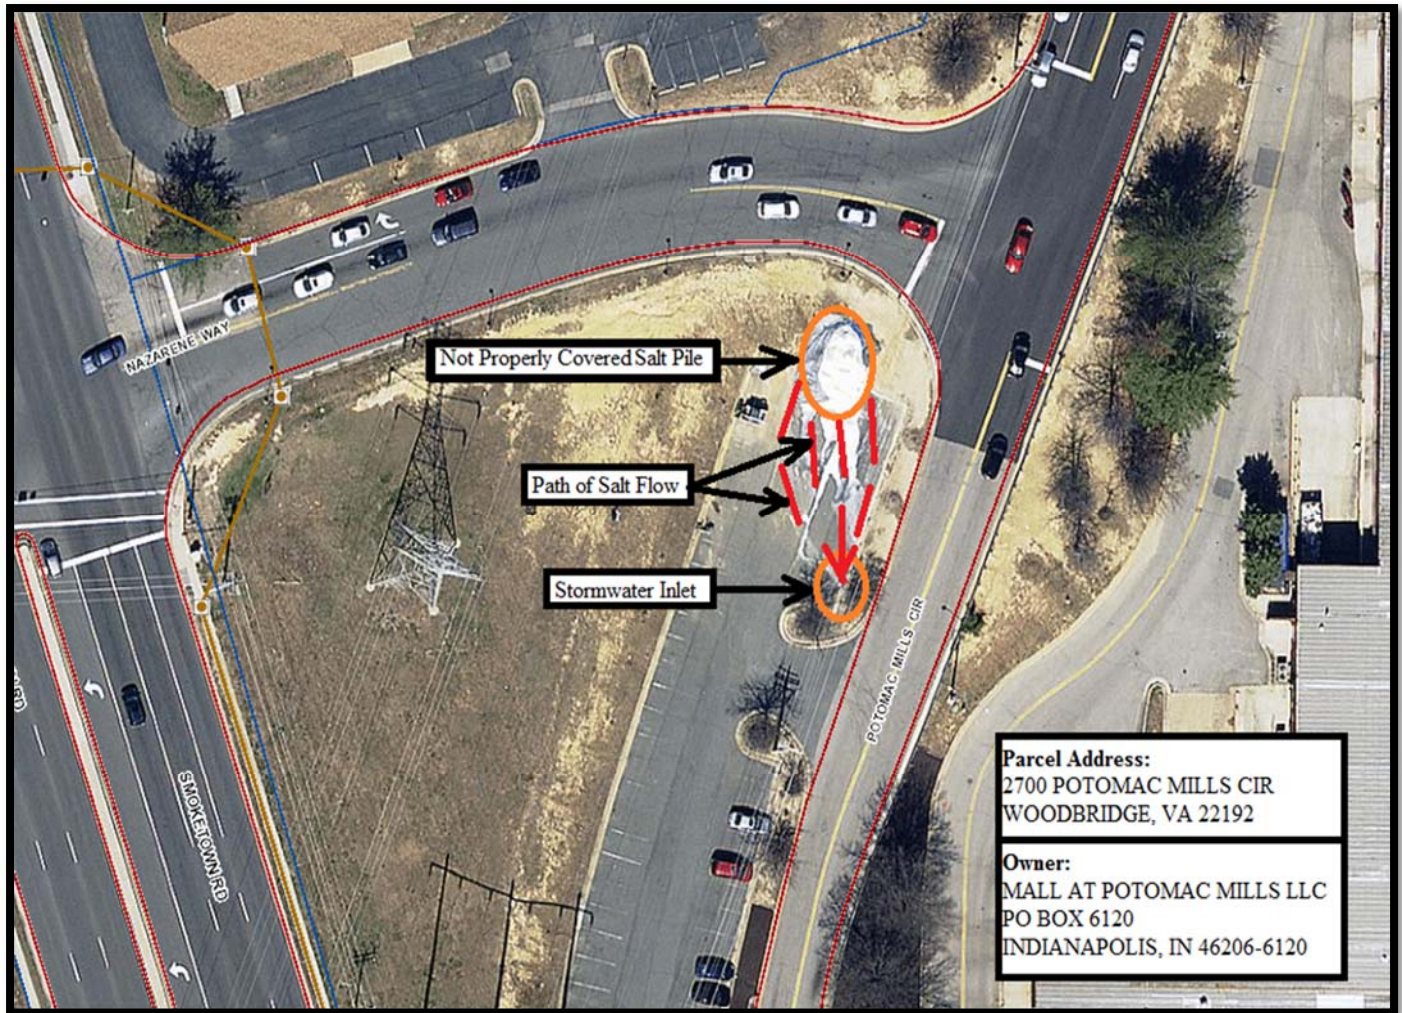 NAZARENE WAY
Not Properly Covered Salt Pile
Path of Salt Flow
Stormwater Inlet
POTOMAC MILLS CIR
SMOKETOWN RD
RD
Parcel Address:
2700 POTOMAC MILLS CIR
WOODBRIDGE, VA 22192
Owner:
MALL AT POTOMAC MILLS LLC
PO BOX 6120
INDIANAPOLIS, IN 46206-6120